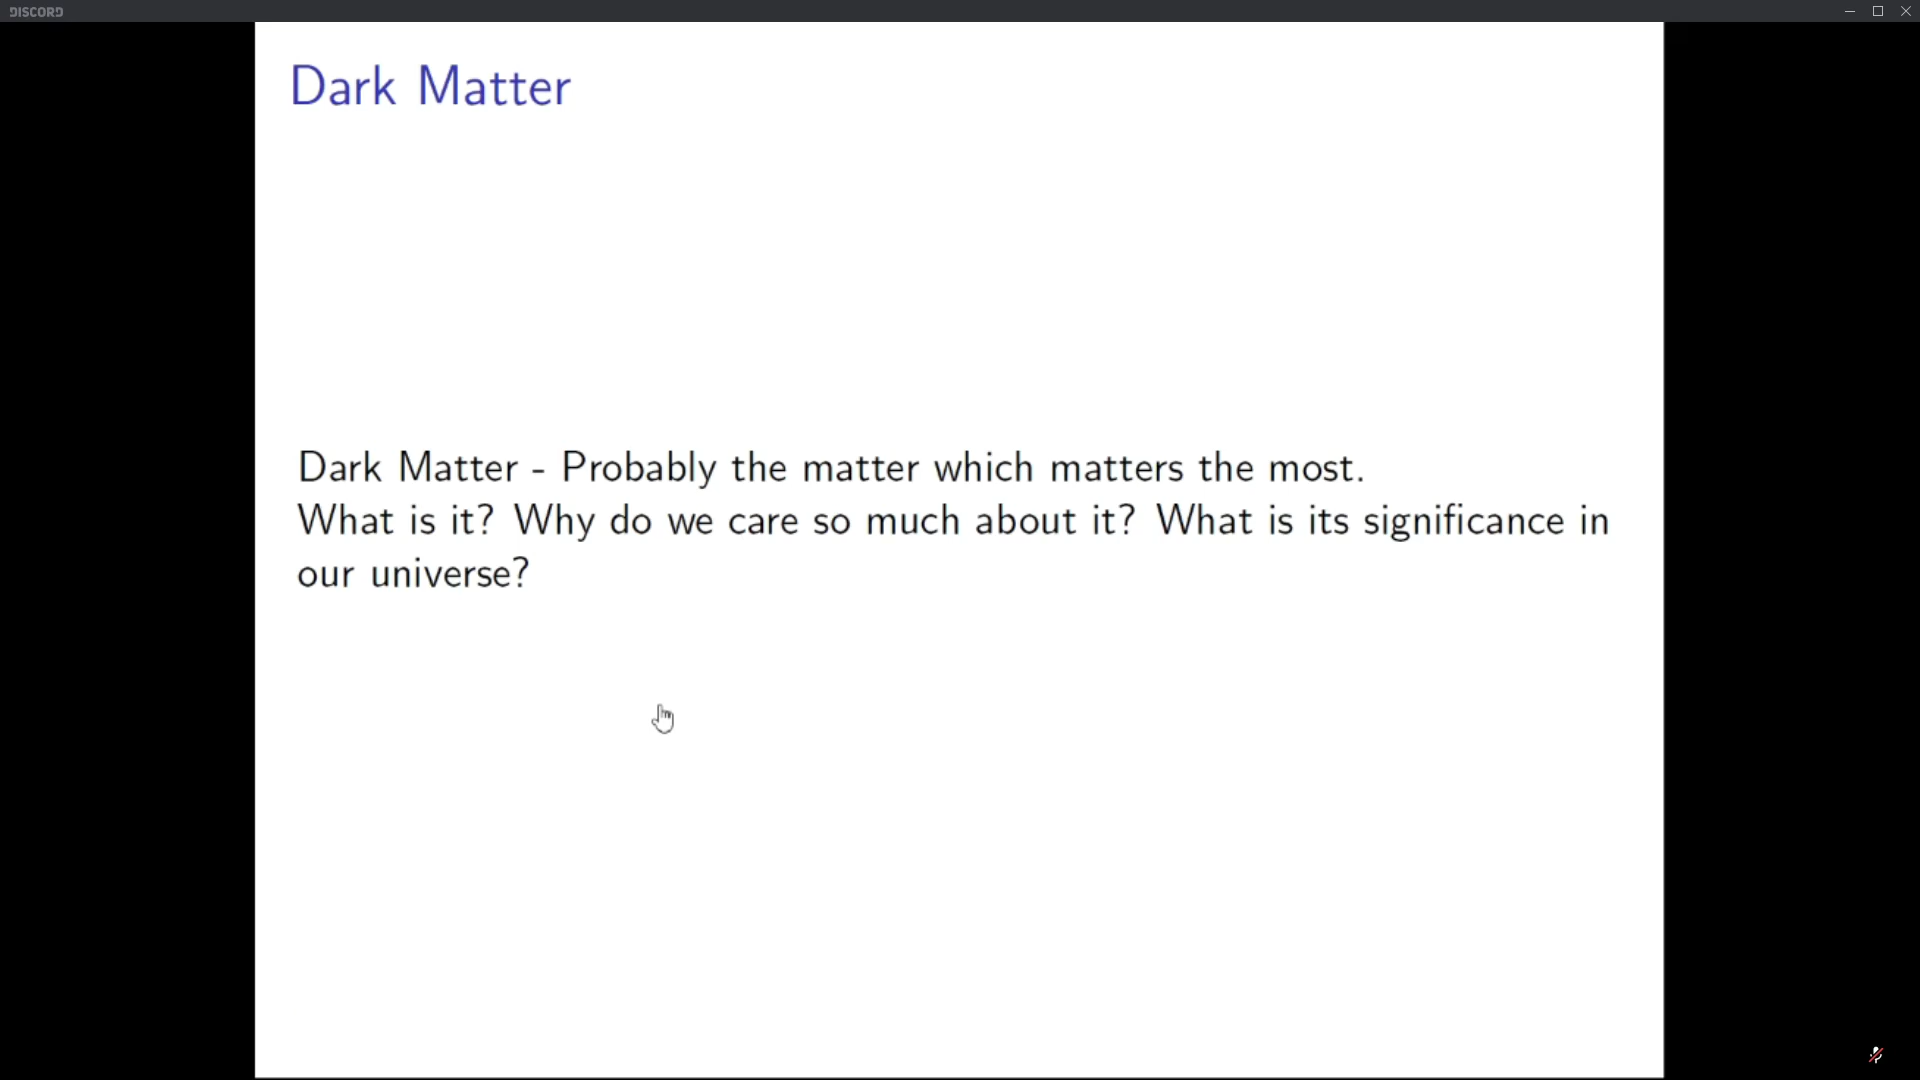 DISCORD
Dark Matter
Dark Matter - Probably the matter which matters the most.
What is it? Why do we care so much about it? What is its significance in
our universe?